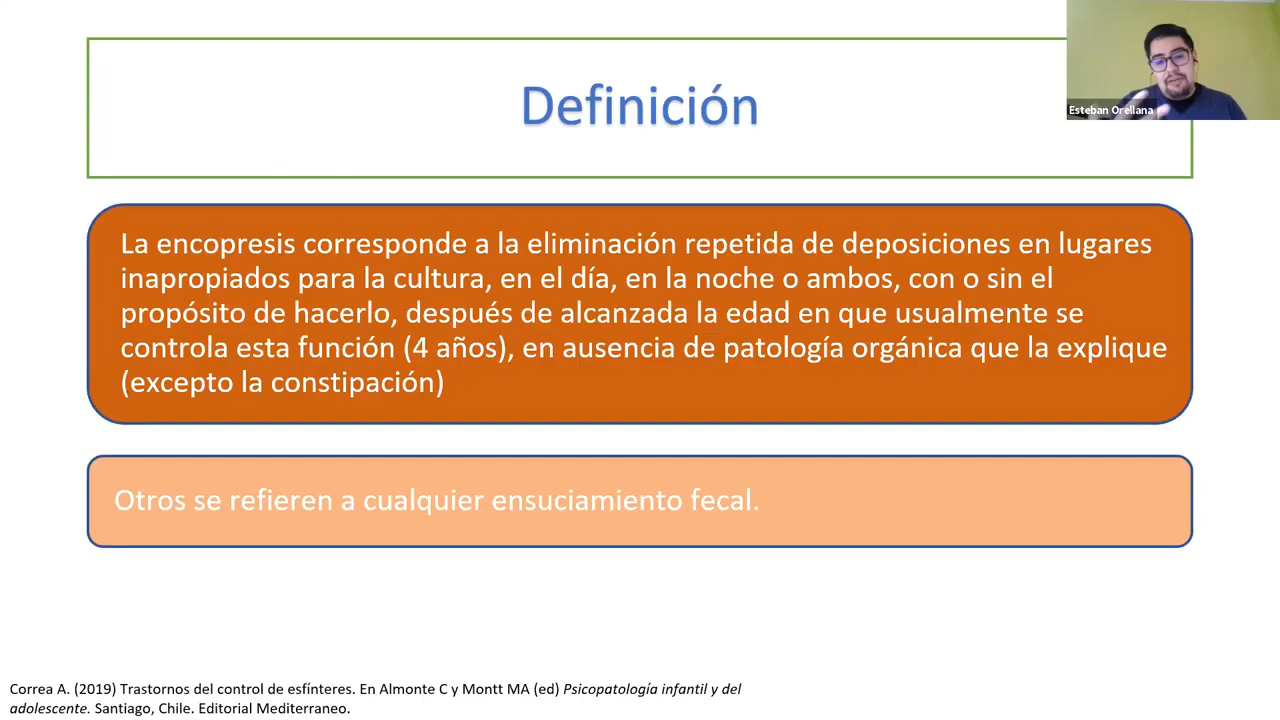 Definición
Esteban Orellana
La encopresis corresponde a la eliminación repetida de deposiciones en lugares
inapropiados para la cultura, en el día, en la noche o ambos, con o sin el
propósito de hacerlo, después de alcanzada la edad en que usualmente se
controla esta función (4 años), en ausencia de patología orgánica que la explique
(excepto la constipación)
Otros se refieren a cualquier ensuciamiento fecal.
Correa A. (2019) Trastornos del control de esfínteres. En Almonte C y Montt MA (ed) Psicopatología infantil y del
adolescente. Santiago, Chile. Editorial Mediterraneo.